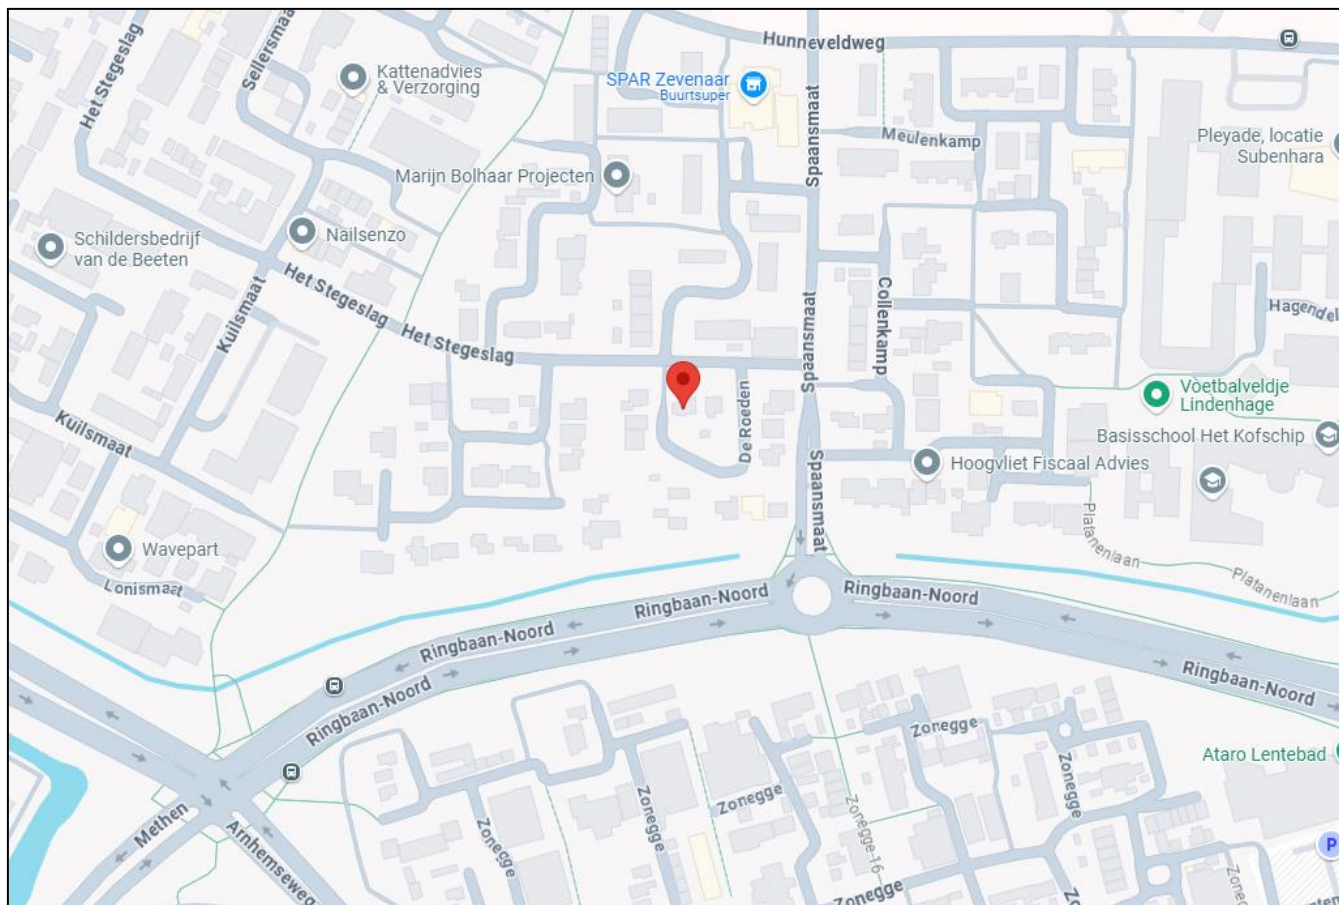 Het Stegeslag
Sellersmaa
Kattenadvies
& Verzorging
SPAR Zevenaar
Buurtsuper
Hunneveldweg
Spaansmaat
Meulenkamp
Pleyade, locatie
Subenhara
Marijn Bolhaar Projecten
Schildersbedrijf
van de Beeten
Nailsenzo
Het Stegeslag
Kuilsmaat
Het Stegeslag
Spaansmaat
Collenkamp
Hagendel
De Roeden
Voetbalveldje
Lindenhage
Kuilsmaat
Basisschool Het Kofschip
Hoogvliet Fiscaal Advies
Spaansmaat
Platanenlaan
Platanenlaan
Wavepart
Lonismaat
Ringbaan-Noord
Ringbaan-Noord
Ringbaan-Noord
Ringbaan-Noord
Ringbaan-Noord
Zonegge
Zonegge
Ataro Lentebad
Methen
Arnhemseweg
Zonegge
Zonegge
Zonegge
Zonegge-16
Zonegge
Zonegge
P